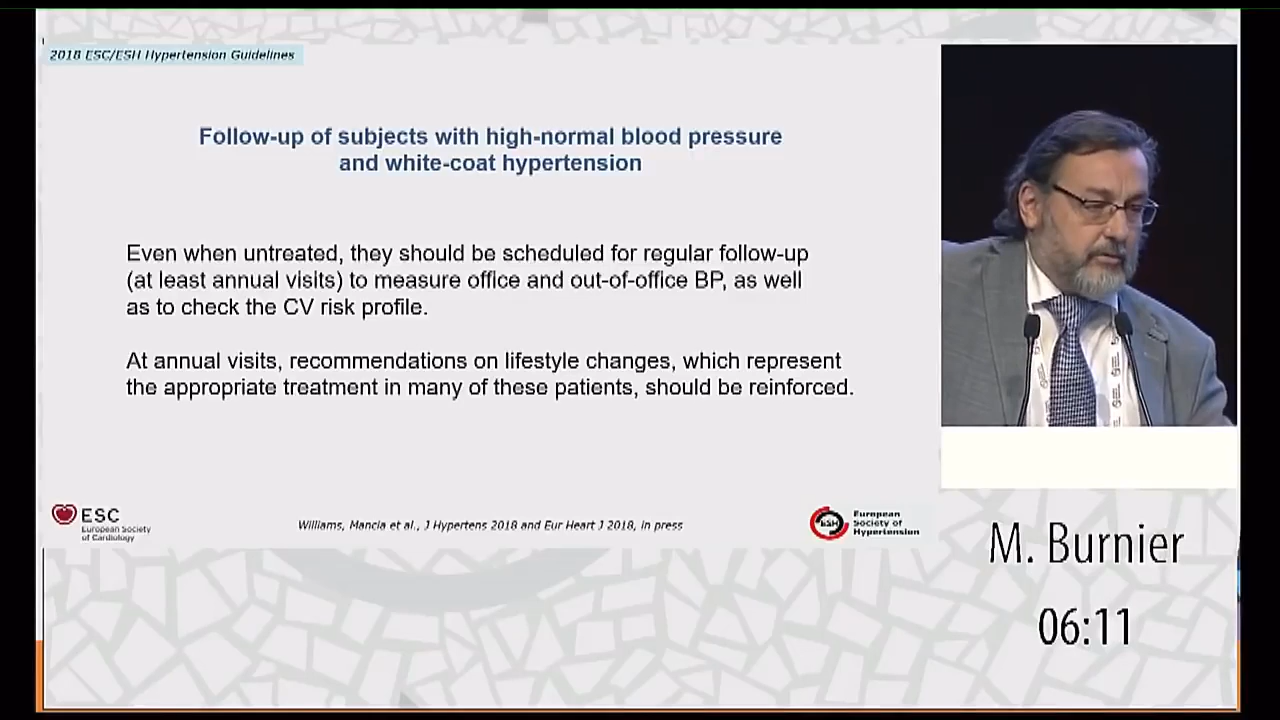 2018 ESC/ESH Hypertension Guidelines
Follow-up of subjects with high-normal blood pressure
and white-coat hypertension
Even when untreated, they should be scheduled for regular follow-up
(at least annual visits) to measure office and out-of-office BP, as well
as to check the CV risk profile.
At annual visits, recommendations on lifestyle changes, which represent
the appropriate treatment in many of these patients, should be reinforced.
ESC
European Society
of Cardiology
Williams, Mancia et al., J Hypertens 2018 and Eur Heart J 2018, in press
ESH
European
Society of
Hypertension
M. Burnier
06:11